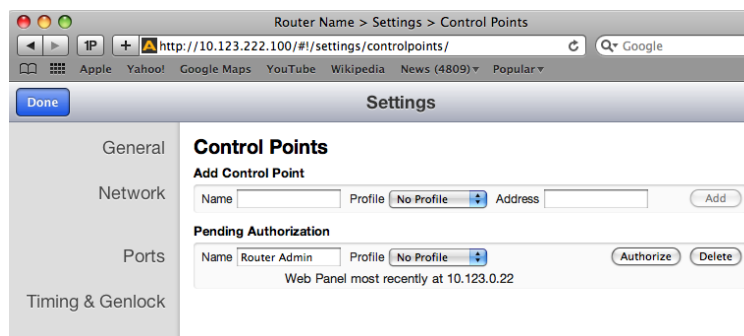 Router Name > Settings > Control Points
1P + http://10.123.222.100/#!/settings/controlpoints/ Google
Apple Yahoo! Google Maps YouTube Wikipedia News (4809) Popular
Done Settings
General
Network
Ports
Timing & Genlock
Control Points
Add Control Point
Name Profile No Profile Address Add
Pending Authorization
Name Router Admin Profile No Profile Authorize Delete
Web Panel most recently at 10.123.0.22